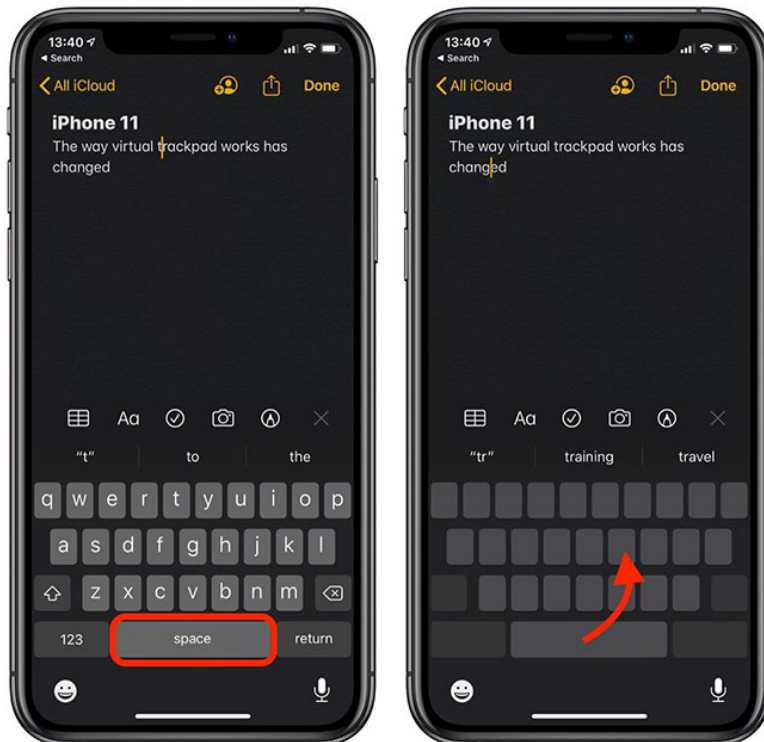 13:40
Search
All iCloud
Done
iPhone 11
The way virtual trackpad works has
changed
Aa
“t”
to
the
q w e r t y u i o p
a s d f g h j k l
z x c v b n m
123
space
return
13:40
Search
All iCloud
Done
iPhone 11
The way virtual trackpad works has
changed
Aa
“tr”
training
travel